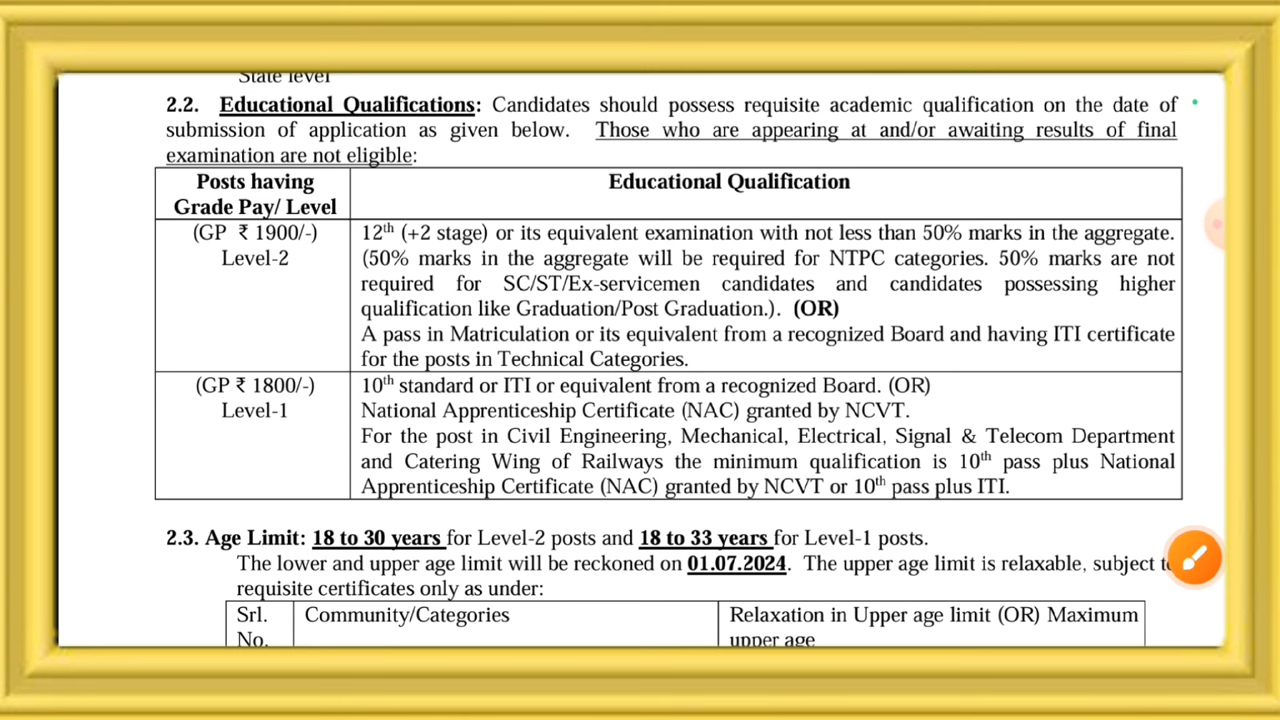 State level
2.2. Educational Qualifications: Candidates should possess requisite academic qualification on the date of
submission of application as given below. Those who are appearing at and/or awaiting results of final
examination are not eligible:
Posts having
Grade Pay/ Level
Educational Qualification
(GP ₹ 1900/-)
Level-2
12th (+2 stage) or its equivalent examination with not less than 50% marks in the aggregate.
(50% marks in the aggregate will be required for NTPC categories. 50% marks are not
required for SC/ST/Ex-servicemen candidates and candidates possessing higher
qualification like Graduation/Post Graduation.). (OR)
A pass in Matriculation or its equivalent from a recognized Board and having ITI certificate
for the posts in Technical Categories.
(GP ₹ 1800/-)
Level-1
10th standard or ITI or equivalent from a recognized Board. (OR)
National Apprenticeship Certificate (NAC) granted by NCVT.
For the post in Civil Engineering, Mechanical, Electrical, Signal & Telecom Department
and Catering Wing of Railways the minimum qualification is 10th pass plus National
Apprenticeship Certificate (NAC) granted by NCVT or 10th pass plus ITI.
2.3. Age Limit: 18 to 30 years for Level-2 posts and 18 to 33 years for Level-1 posts.
The lower and upper age limit will be reckoned on 01.07.2024. The upper age limit is relaxable, subject to
requisite certificates only as under:
Srl.
No.
Community/Categories
Relaxation in Upper age limit (OR) Maximum
upper age